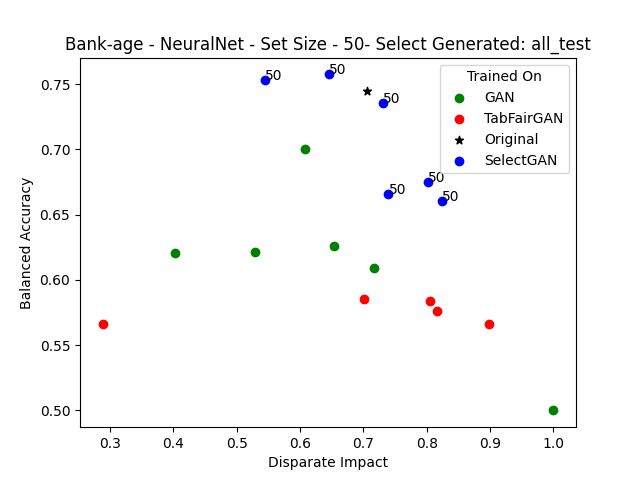 Bank-age - NeuralNet - Set Size - 50- Select Generated: all_test
Trained On
GAN
TabFairGAN
Original
SelectGAN
50
50
50
50
50
50
0.75
0.70
0.65
0.60
0.55
0.50
Balanced Accuracy
0.3 0.4 0.5 0.6 0.7 0.8 0.9 1.0
Disparate Impact